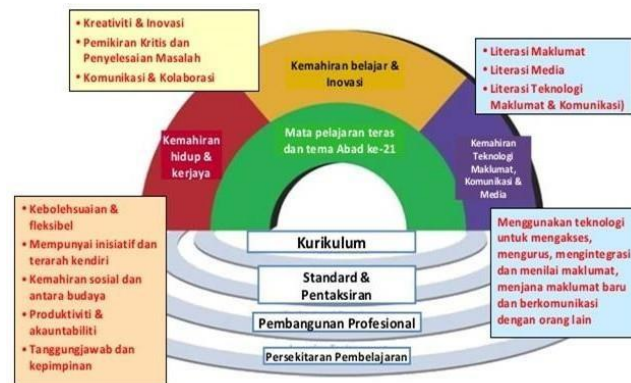 • Kreativiti & Inovasi
• Pemikiran Kritis dan
Penyelesaian Masalah
• Komunikasi & Kolaborasi
Kemahiran belajar &
Inovasi
• Literasi Maklumat
• Literasi Media
• Literasi Teknologi
Maklumat & Komunikasi)
Kemahiran
hidup &
kerjaya
Mata pelajaran teras
dan tema Abad ke-21
Kemahiran
Teknologi
Maklumat,
Komunikasi &
Media
• Kebolehsuaian &
fleksibel
• Mempunyai inisiatif dan
terarah kendiri
• Kemahiran sosial dan
antara budaya
• Produktiviti &
akauntabiliti
• Tanggungjawab dan
kepimpinan
Kurikulum
Standard &
Pentaksiran
Pembangunan Profesional
Persekitaran Pembelajaran
Menggunakan teknologi
untuk mengakses,
mengurus, mengintegrasi
dan menilai maklumat,
menjana maklumat baru
dan berkomunikasi
dengan orang lain